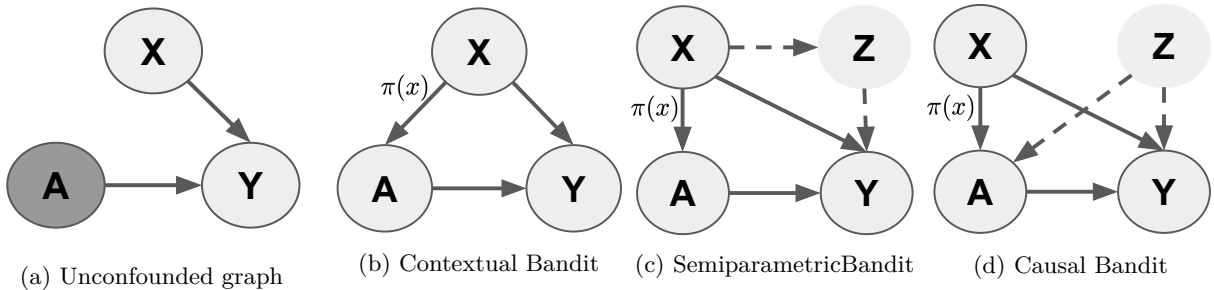 X
A
Y
(a) Unconfounded graph
X
π(x)
A
Y
(b) Contextual Bandit
X
Z
π(x)
A
Y
(c) SemiparametricBandit
X
Z
π(x)
A
Y
(d) Causal Bandit